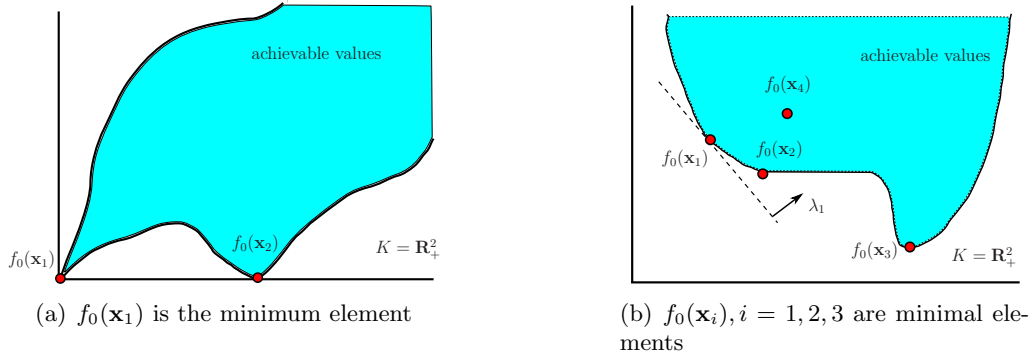 achievable values
f₀(x₂)
f₀(x₁)
K = R²₊
(a) f₀(x₁) is the minimum element
achievable values
f₀(x₄)
f₀(x₂)
f₀(x₁)
λ₁
f₀(x₃)
K = R²₊
(b) f₀(xᵢ), i = 1, 2, 3 are minimal ele-
ments